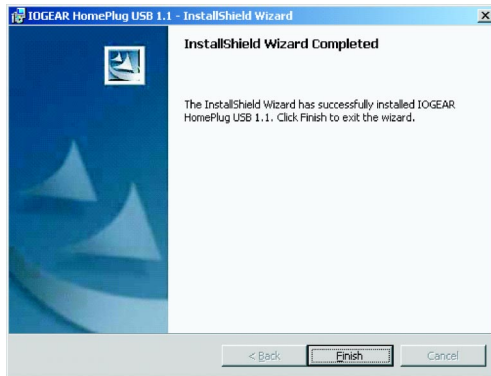 IOGEAR HomePlug USB 1.1 - InstallShield Wizard
InstallShield Wizard Completed
The InstallShield Wizard has successfully installed IOGEAR
HomePlug USB 1.1. Click Finish to exit the wizard.
< Back Finish Cancel